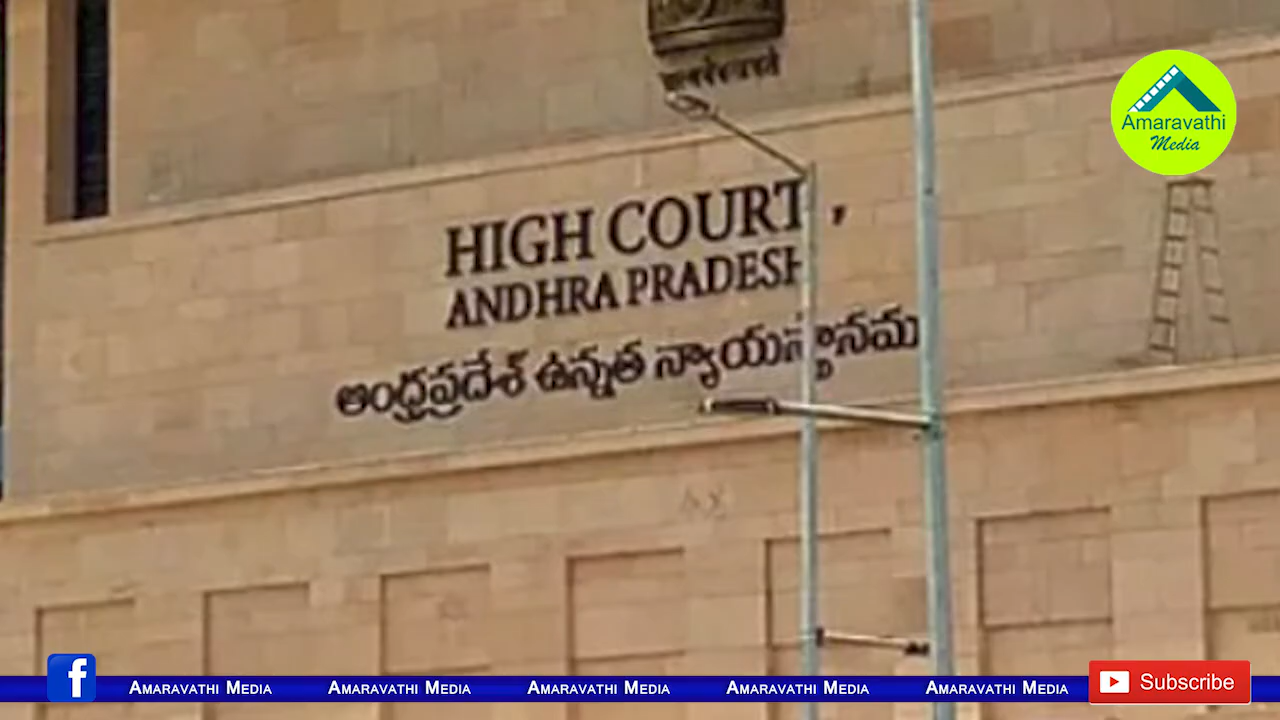 Amaravathi
Media
HIGH COURT,
ANDHRA PRADESH
ఆంధ్రప్రదేశ్ ఉన్నత న్యాయస్థానము
f Amaravathi Media Amaravathi Media Amaravathi Media Amaravathi Media Amaravathi Media Subscribe